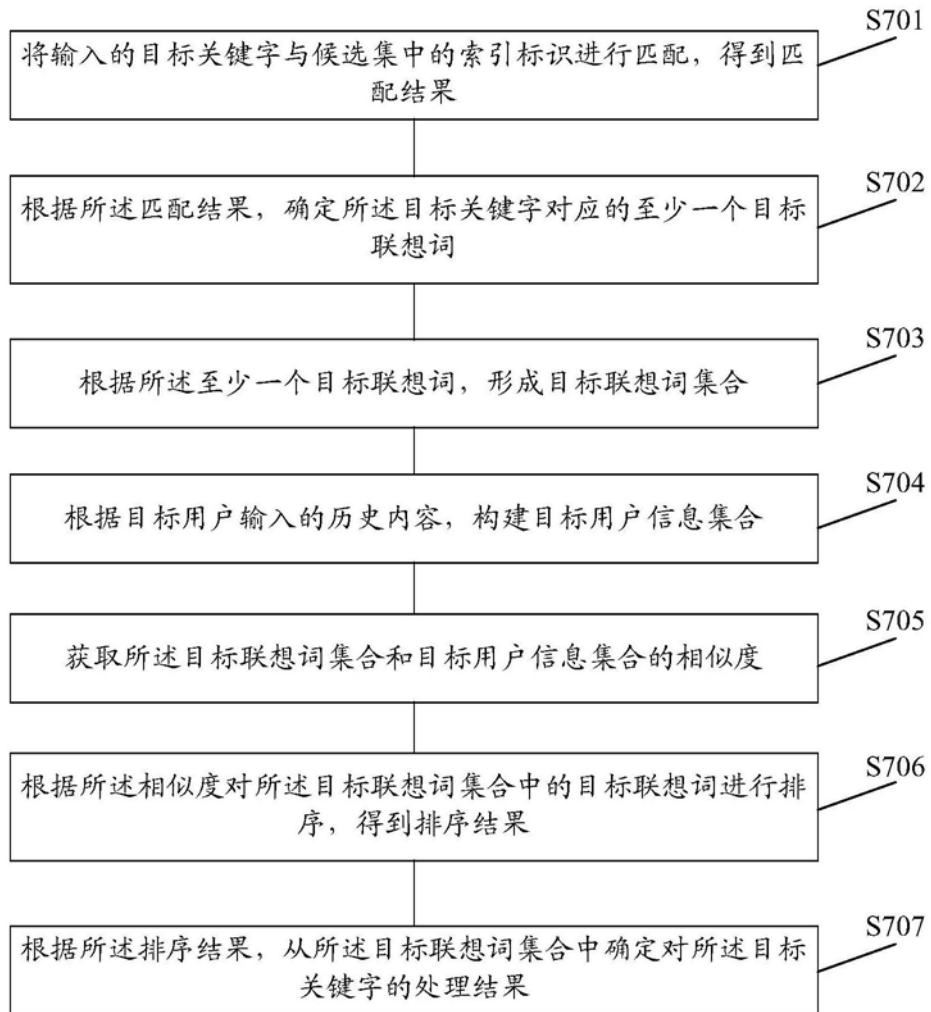 S701
将输入的目标关键字与候选集中的索引标识进行匹配，得到匹
配结果
S702
根据所述匹配结果，确定所述目标关键字对应的至少一个目标
联想词
S703
根据所述至少一个目标联想词，形成目标联想词集合
S704
根据目标用户输入的历史内容，构建目标用户信息集合
S705
获取所述目标联想词集合和目标用户信息集合的相似度
S706
根据所述相似度对所述目标联想词集合中的目标联想词进行排
序，得到排序结果
S707
根据所述排序结果，从所述目标联想词集合中确定对所述目标
关键字的处理结果